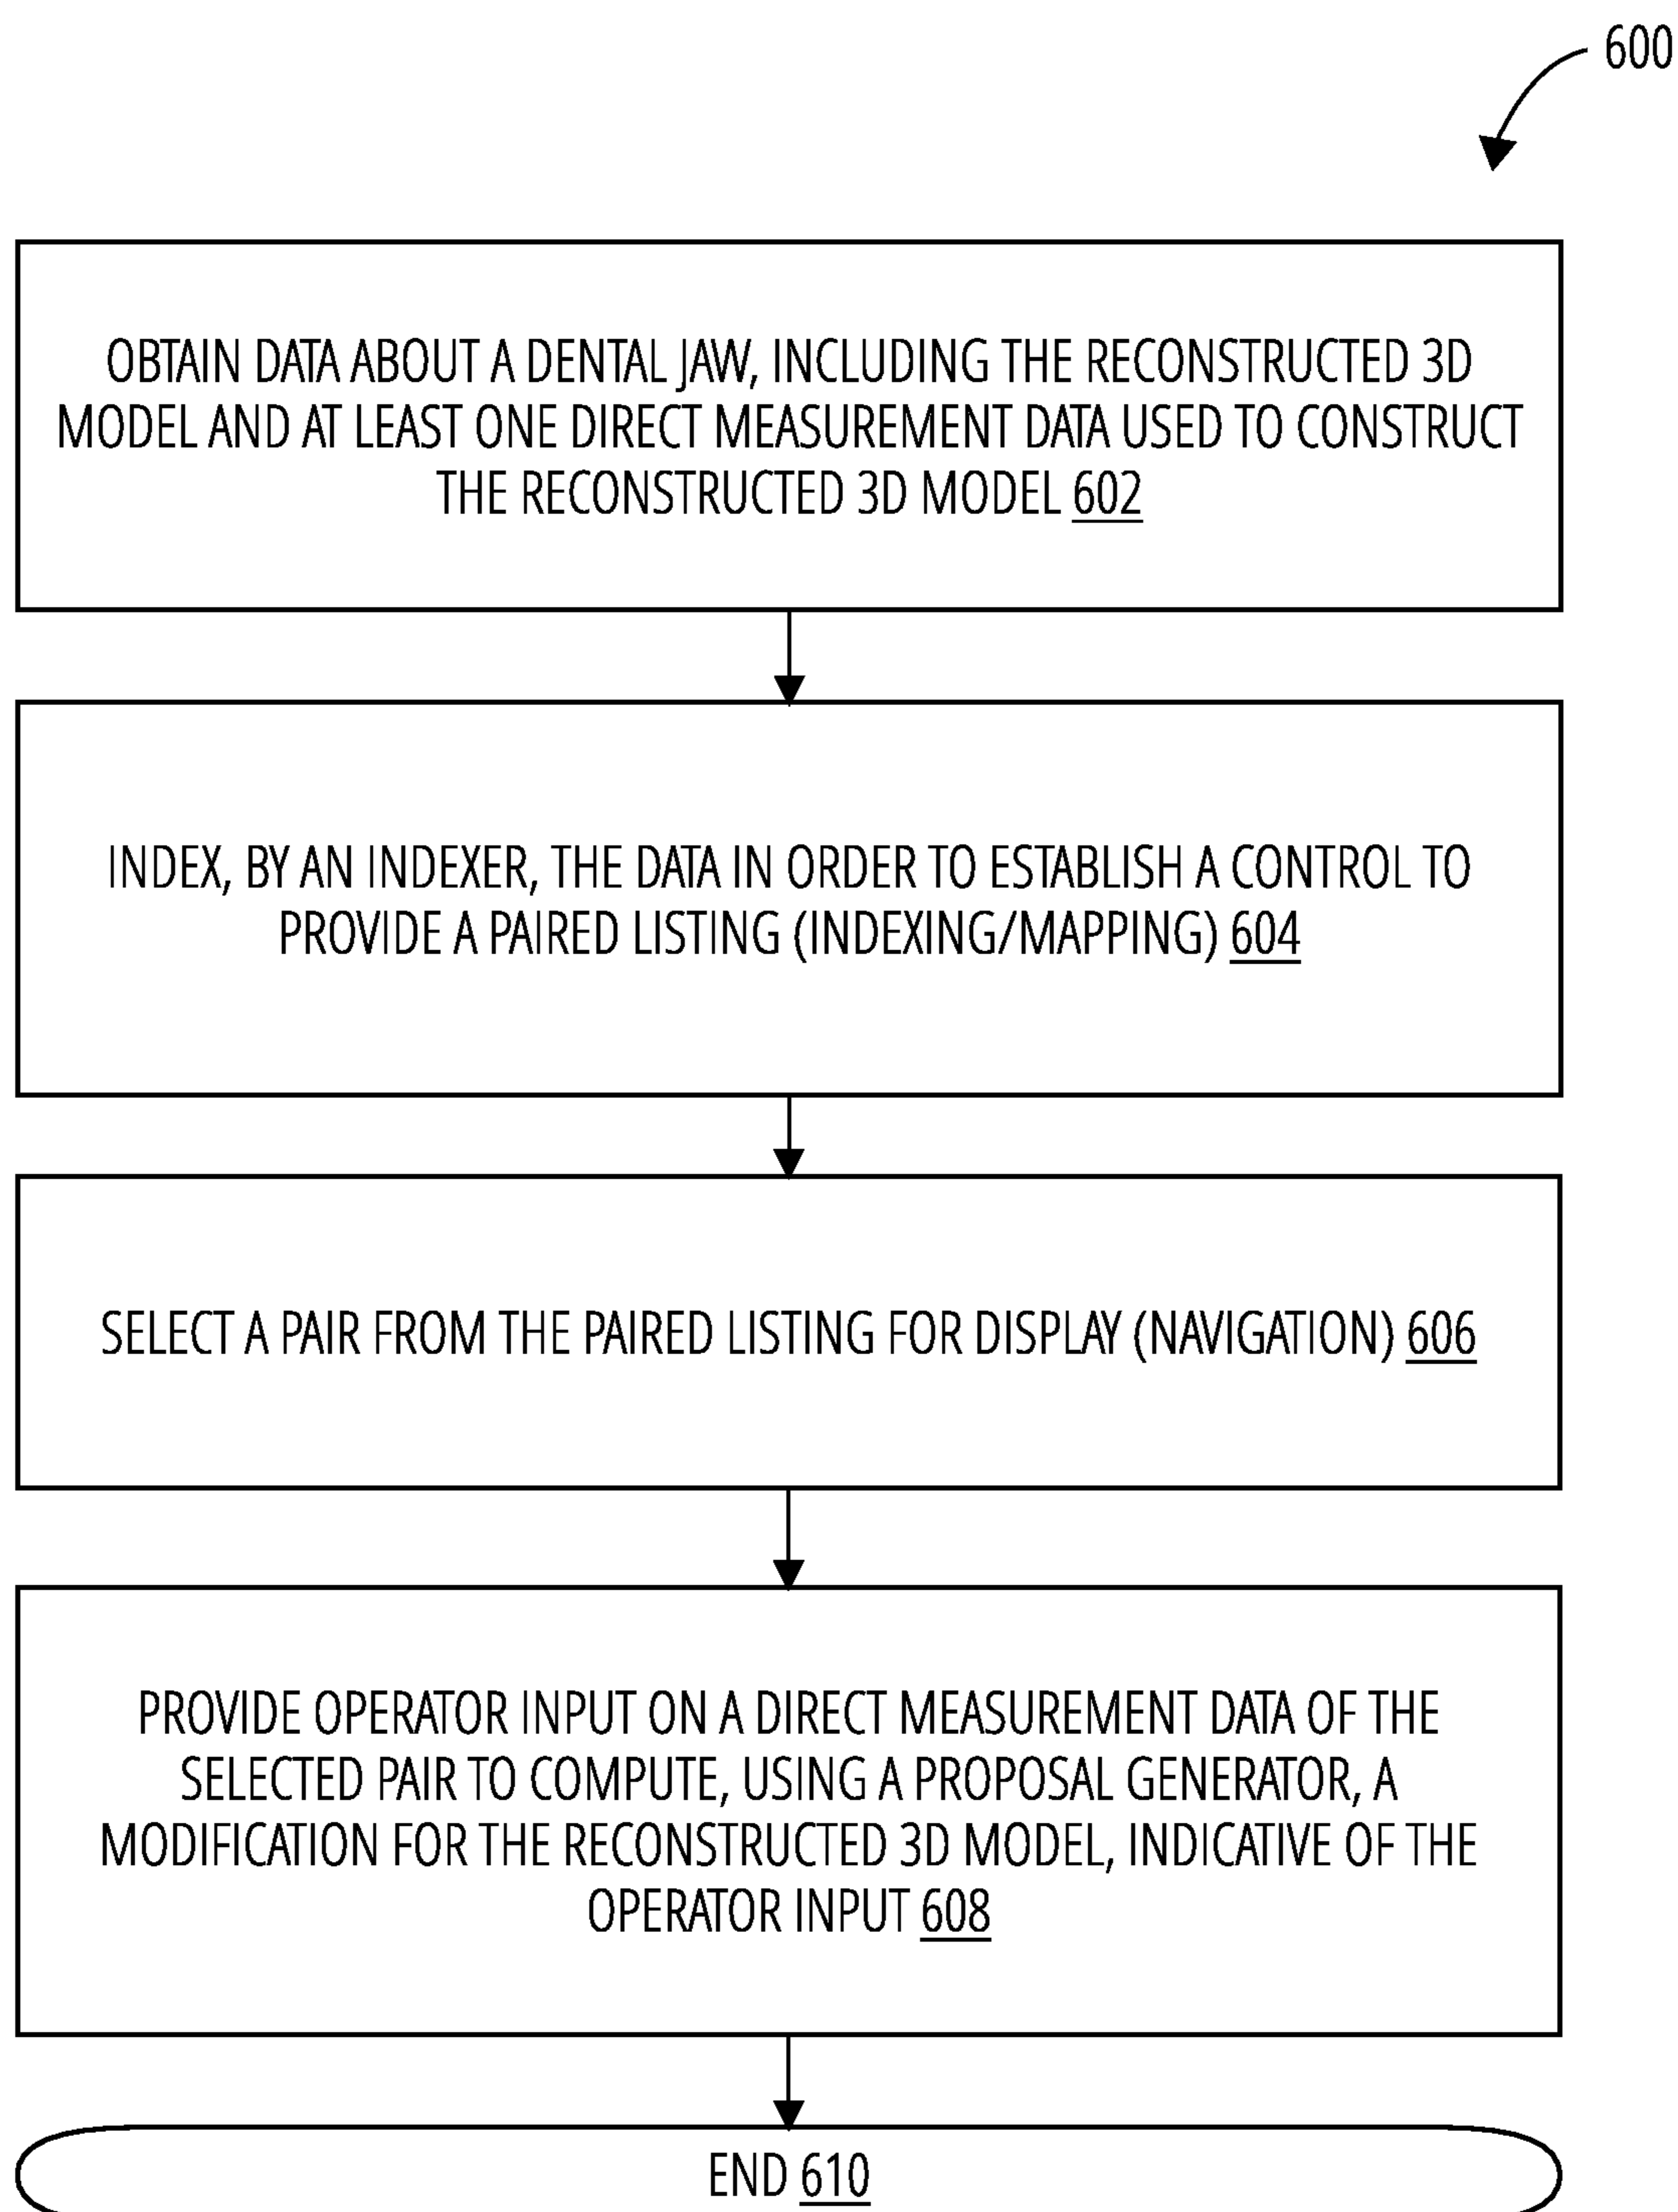 600
OBTAIN DATA ABOUT A DENTAL JAW, INCLUDING THE RECONSTRUCTED 3D
MODEL AND AT LEAST ONE DIRECT MEASUREMENT DATA USED TO CONSTRUCT
THE RECONSTRUCTED 3D MODEL 602
INDEX, BY AN INDEXER, THE DATA IN ORDER TO ESTABLISH A CONTROL TO
PROVIDE A PAIRED LISTING (INDEXING/MAPPING) 604
SELECT A PAIR FROM THE PAIRED LISTING FOR DISPLAY (NAVIGATION) 606
PROVIDE OPERATOR INPUT ON A DIRECT MEASUREMENT DATA OF THE
SELECTED PAIR TO COMPUTE, USING A PROPOSAL GENERATOR, A
MODIFICATION FOR THE RECONSTRUCTED 3D MODEL, INDICATIVE OF THE
OPERATOR INPUT 608
END 610